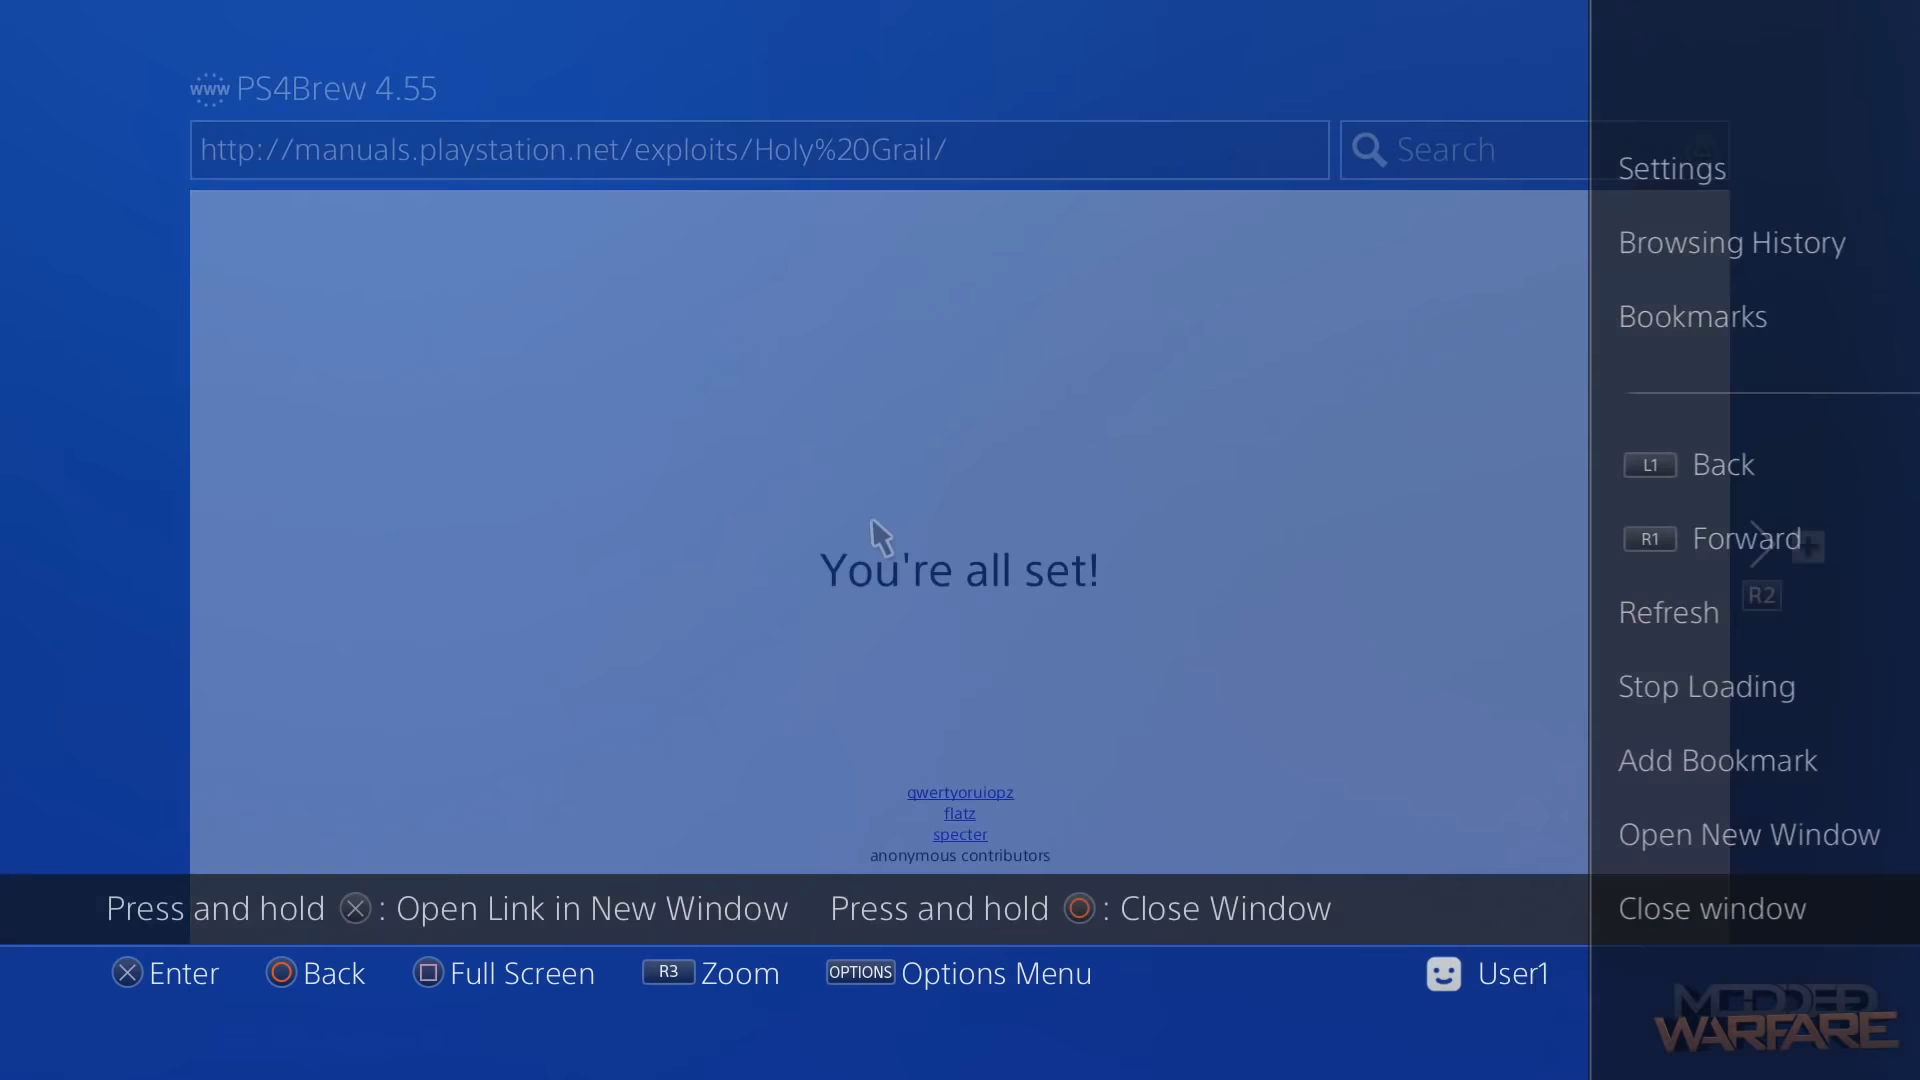 www PS4Brew 4.55
http://manuals.playstation.net/exploits/Holy%20Grail/
Search
Settings
Browsing History
Bookmarks
L1 Back
R1 Forward
R2
Refresh
Stop Loading
Add Bookmark
Open New Window
Close window
You're all set!
qwertyoruiopz
flatz
specter
anonymous contributors
Press and hold : Open Link in New Window Press and hold : Close Window
Enter Back Full Screen R3 Zoom OPTIONS Options Menu User1
MODDED
WARFARE